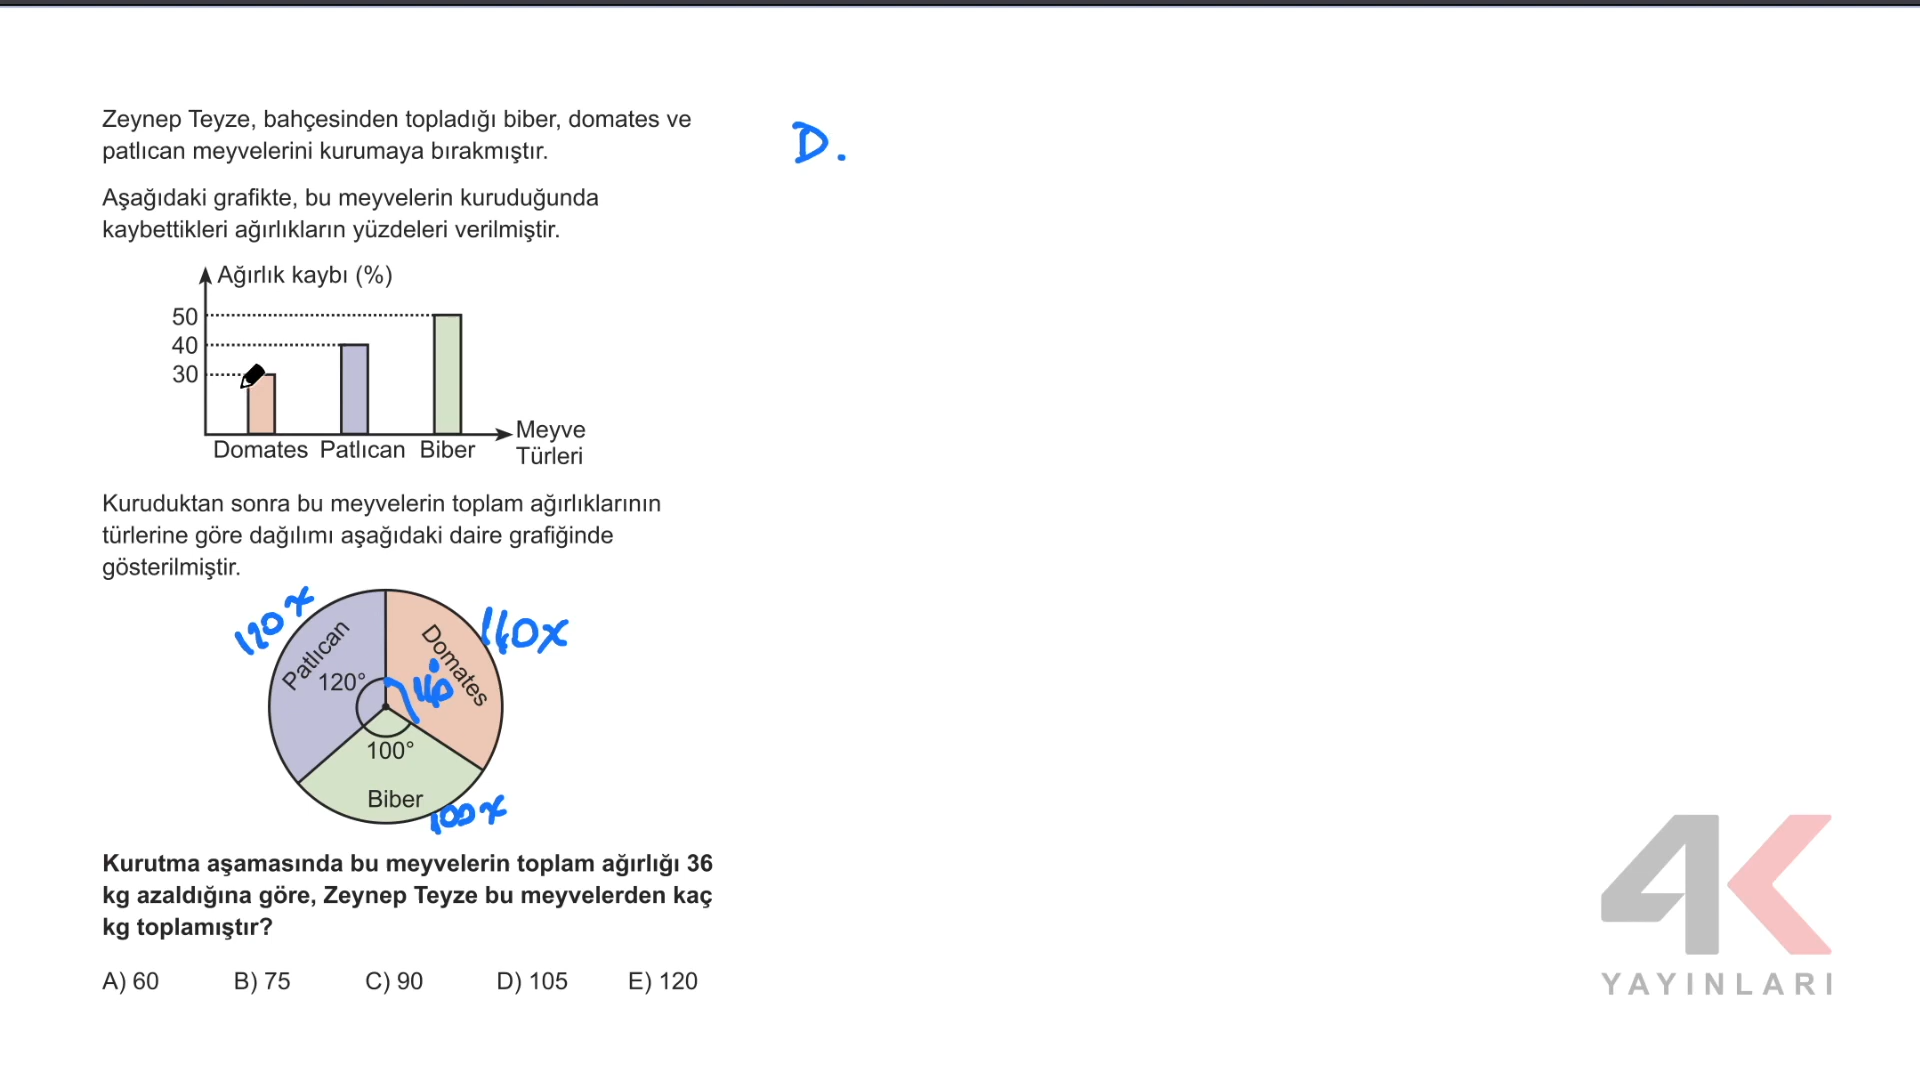 Zeynep Teyze, bahçesinden topladığı biber, domates ve
patlıcan meyvelerini kurumaya bırakmıştır.
D.
Aşağıdaki grafikte, bu meyvelerin kuruduğunda
kaybettikleri ağırlıkların yüzdeleri verilmiştir.
Ağırlık kaybı (%)
50
40
30
Domates Patlıcan Biber
Meyve
Türleri
Kuruduktan sonra bu meyvelerin toplam ağırlıklarının
türlerine göre dağılımı aşağıdaki daire grafiğinde
gösterilmiştir.
120x
140x
Patlıcan
Domates
120°
140°
100°
Biber
100x
Kurutma aşamasında bu meyvelerin toplam ağırlığı 36
kg azaldığına göre, Zeynep Teyze bu meyvelerden kaç
kg toplamıştır?
A) 60 B) 75 C) 90 D) 105 E) 120
4K
YAYINLARI